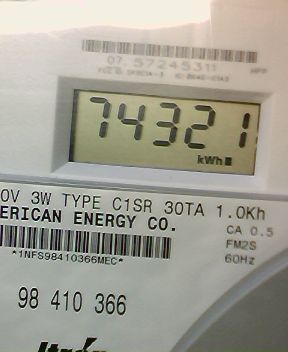 07. 57245311
74321
kWh
0V 3W TYPE C1SR 30TA 1.0Kh
ERICAN ENERGY CO.
CA 0.5
FM2S
60Hz
*1NFS98410366MEC*
98 410 366
Itrón